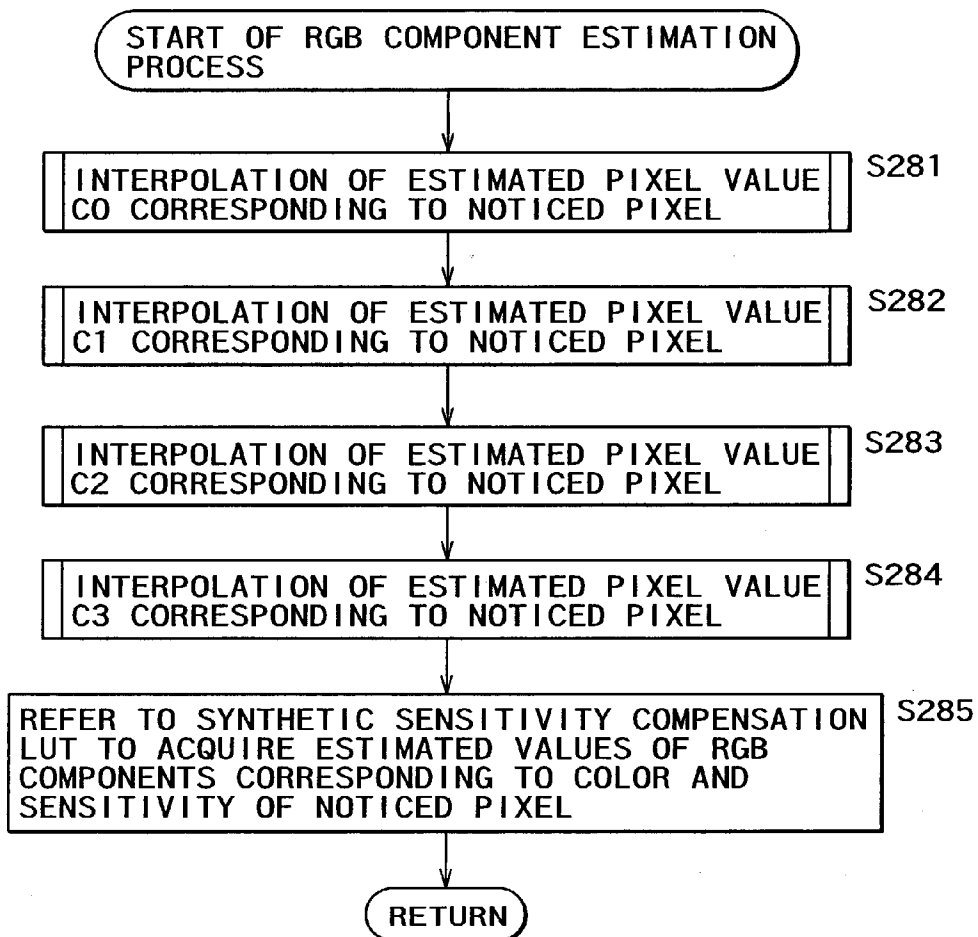 START OF RGB COMPONENT ESTIMATION
PROCESS
INTERPOLATION OF ESTIMATED PIXEL VALUE
C0 CORRESPONDING TO NOTICED PIXEL
S281
INTERPOLATION OF ESTIMATED PIXEL VALUE
C1 CORRESPONDING TO NOTICED PIXEL
S282
INTERPOLATION OF ESTIMATED PIXEL VALUE
C2 CORRESPONDING TO NOTICED PIXEL
S283
INTERPOLATION OF ESTIMATED PIXEL VALUE
C3 CORRESPONDING TO NOTICED PIXEL
S284
REFER TO SYNTHETIC SENSITIVITY COMPENSATION
LUT TO ACQUIRE ESTIMATED VALUES OF RGB
COMPONENTS CORRESPONDING TO COLOR AND
SENSITIVITY OF NOTICED PIXEL
S285
RETURN